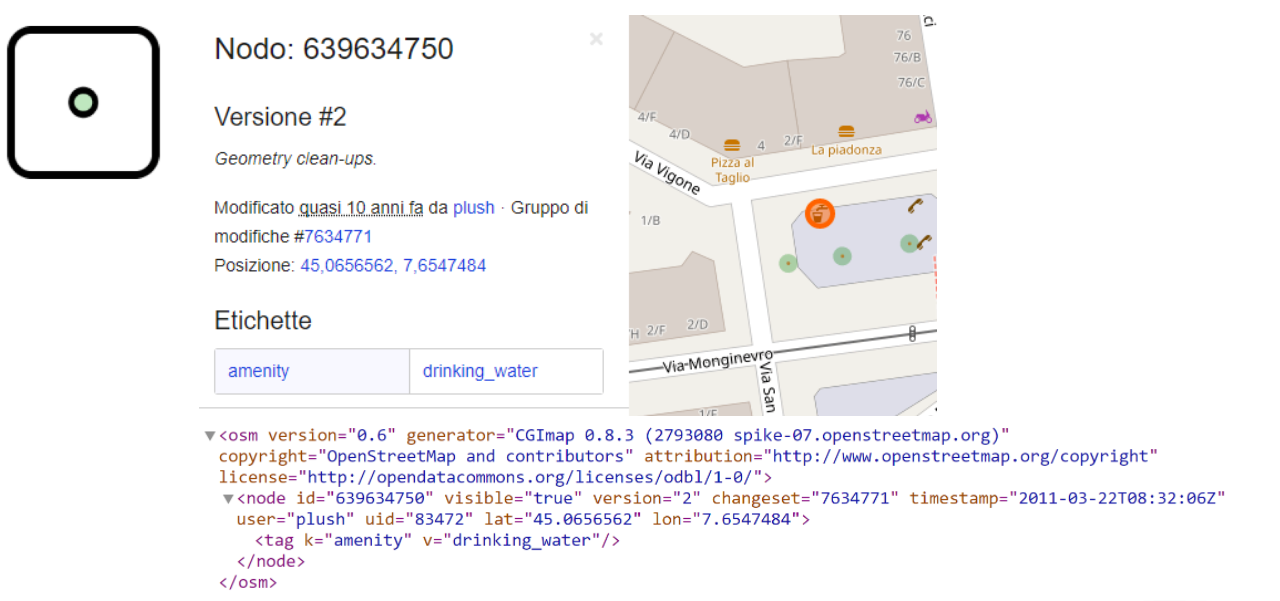 Nodo: 639634750
×
Versione #2
Geometry clean-ups.
Modificato quasi 10 anni fa da plush · Gruppo di
modifiche #7634771
Posizione: 45,0656562, 7,6547484
Etichette
amenity drinking_water
ci
76
76/B
76/C
4/F
4/D
4
2/F
La piadonza
Pizza al
Taglio
Via Vigone
1/B
H
2/F
2/D
Via Monginevro
Via San
1/F
▼<osm version="0.6" generator="CGImap 0.8.3 (2793080 spike-07.openstreetmap.org)"
copyright="OpenStreetMap and contributors" attribution="http://www.openstreetmap.org/copyright"
license="http://opendatacommons.org/licenses/odbl/1-0/">
▼<node id="639634750" visible="true" version="2" changeset="7634771" timestamp="2011-03-22T08:32:06Z"
user="plush" uid="83472" lat="45.0656562" lon="7.6547484">
<tag k="amenity" v="drinking_water"/>
</node>
</osm>